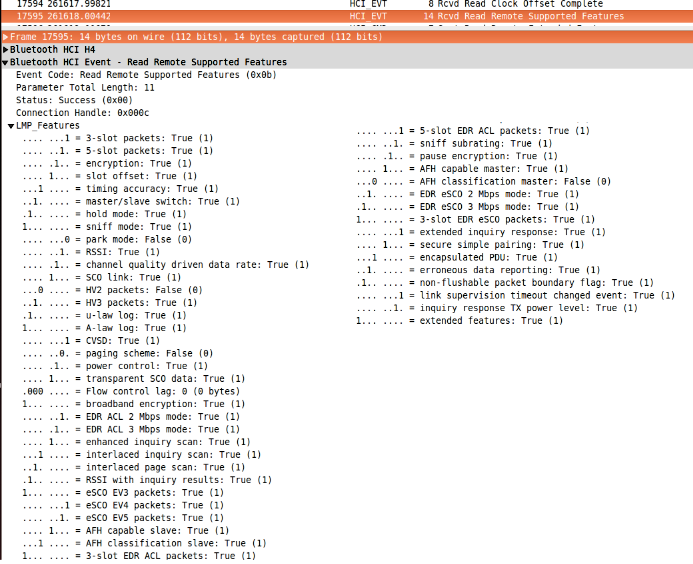 17594 261617.99821 HCI_EVT 8 Rcvd Read Clock Offset Complete
17595 261618.00442 HCI_EVT 14 Rcvd Read Remote Supported Features
Frame 17595: 14 bytes on wire (112 bits), 14 bytes captured (112 bits)
Bluetooth HCI H4
Bluetooth HCI Event - Read Remote Supported Features
Event Code: Read Remote Supported Features (0x0b)
Parameter Total Length: 11
Status: Success (0x00)
Connection Handle: 0x000c
LMP_Features
.... ...1 = 3-slot packets: True (1)
.... ..1. = 5-slot packets: True (1)
.... .1.. = encryption: True (1)
.... 1... = slot offset: True (1)
...1 .... = timing accuracy: True (1)
..1. .... = master/slave switch: True (1)
.1.. .... = hold mode: True (1)
1... .... = sniff mode: True (1)
.... ...0 = park mode: False (0)
.... ..1. = RSSI: True (1)
.... .1.. = channel quality driven data rate: True (1)
.... 1... = SCO link: True (1)
...0 .... = HV2 packets: False (0)
..1. .... = HV3 packets: True (1)
.1.. .... = u-law log: True (1)
1... .... = A-law log: True (1)
.... ...1 = CVSD: True (1)
.... ..0. = paging scheme: False (0)
.... .1.. = power control: True (1)
.... 1... = transparent SCO data: True (1)
.000 .... = Flow control lag: 0 (0 bytes)
1... .... = broadband encryption: True (1)
.... ..1. = EDR ACL 2 Mbps mode: True (1)
.... .1.. = EDR ACL 3 Mbps mode: True (1)
.... 1... = enhanced inquiry scan: True (1)
...1 .... = interlaced inquiry scan: True (1)
..1. .... = interlaced page scan: True (1)
.1.. .... = RSSI with inquiry results: True (1)
1... .... = eSCO EV3 packets: True (1)
.... ...1 = eSCO EV4 packets: True (1)
.... ..1. = eSCO EV5 packets: True (1)
.... 1... = AFH capable slave: True (1)
...1 .... = AFH classification slave: True (1)
1... .... = 3-slot EDR ACL packets: True (1)
.... ...1 = 5-slot EDR ACL packets: True (1)
.... ..1. = sniff subrating: True (1)
.... .1.. = pause encryption: True (1)
.... 1... = AFH capable master: True (1)
...0 .... = AFH classification master: False (0)
..1. .... = EDR eSCO 2 Mbps mode: True (1)
.1.. .... = EDR eSCO 3 Mbps mode: True (1)
1... .... = 3-slot EDR eSCO packets: True (1)
.... ...1 = extended inquiry response: True (1)
.... 1... = secure simple pairing: True (1)
...1 .... = encapsulated PDU: True (1)
..1. .... = erroneous data reporting: True (1)
.1.. .... = non-flushable packet boundary flag: True (1)
.... ...1 = link supervision timeout changed event: True (1)
.... ..1. = inquiry response TX power level: True (1)
1... .... = extended features: True (1)